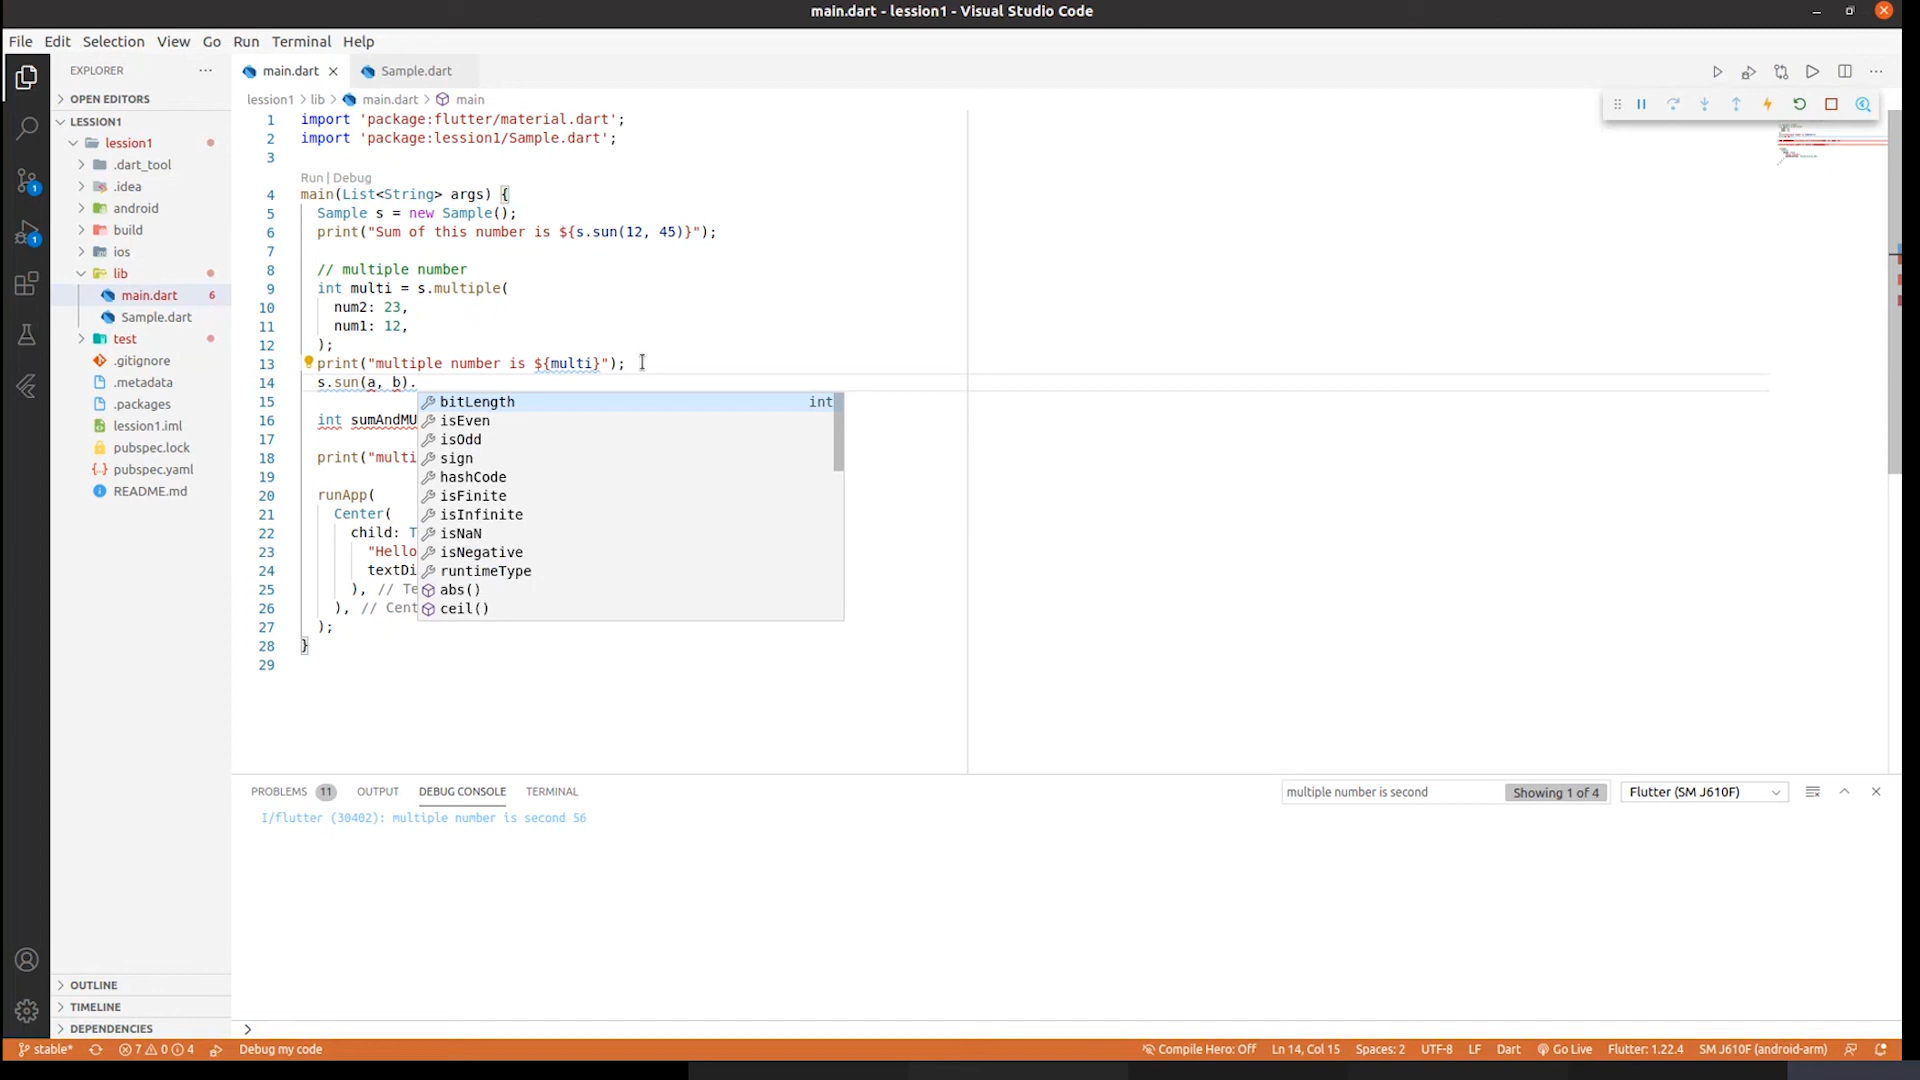 main.dart - lession1 - Visual Studio Code
File Edit Selection View Go Run Terminal Help
EXPLORER
OPEN EDITORS
LESSION1
lession1
.dart_tool
.idea
android
build
ios
lib
main.dart 6
Sample.dart
test
.gitignore
.metadata
.packages
lession1.iml
pubspec.lock
pubspec.yaml
README.md
OUTLINE
TIMELINE
DEPENDENCIES
1
1
main.dart Sample.dart
lession1 > lib > main.dart > main
1 import 'package:flutter/material.dart';
2 import 'package:lession1/Sample.dart';
3
Run | Debug
4 main(List<String> args) {
5 Sample s = new Sample();
6 print("Sum of this number is ${s.sun(12, 45)}");
7
8 // multiple number
9 int multi = s.multiple(
10 num2: 23,
11 num1: 12,
12 );
13 print("multiple number is ${multi}");
14 s.sun(a, b).
15
16 int sumAndMU
17
18 print("multi
19
20 runApp(
21 Center(
22 child: T
23 "Hello
24 textDi
25 ), // Te
26 ), // Cent
27 );
28 }
29
bitLength int
isEven
isOdd
sign
hashCode
isFinite
isInfinite
isNaN
isNegative
runtimeType
abs()
ceil()
PROBLEMS 11 OUTPUT DEBUG CONSOLE TERMINAL
multiple number is second Showing 1 of 4 Flutter (SM J610F)
I/flutter (30402): multiple number is second 56
>
stable* 7 0 4 Debug my code Compile Hero: Off Ln 14, Col 15 Spaces: 2 UTF-8 LF Dart Go Live Flutter: 1.22.4 SM J610F (android-arm)